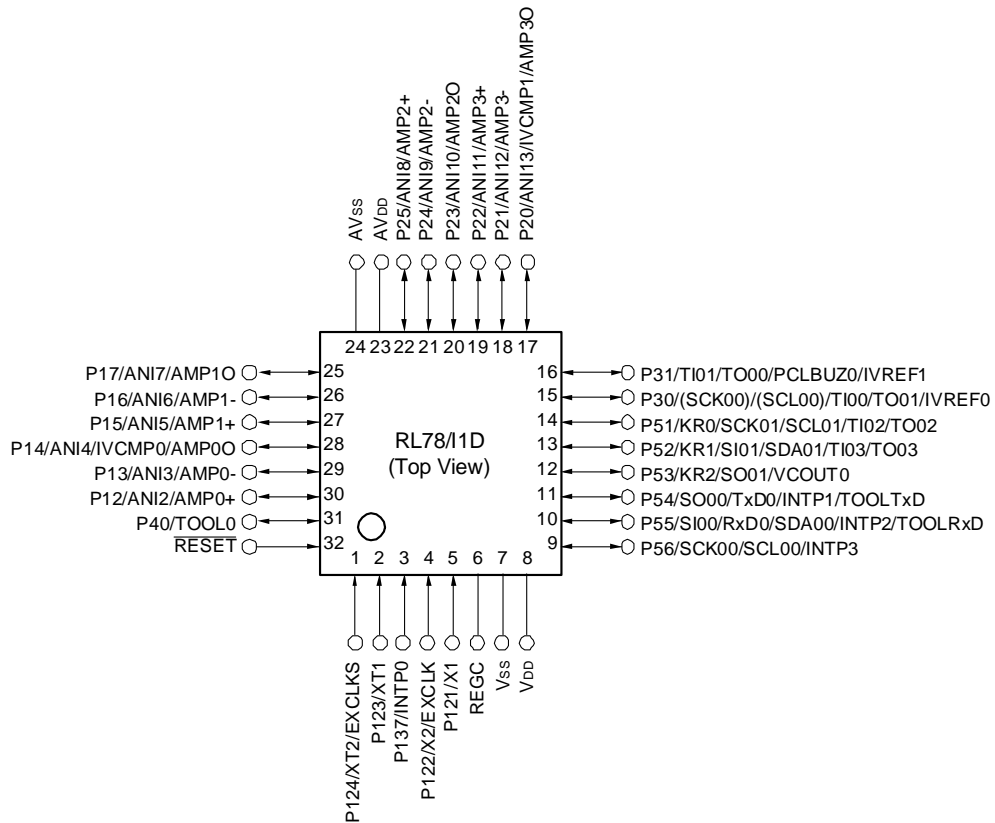 AVSS
AVDD
P25/ANI8/AMP2+
P24/ANI9/AMP2-
P23/ANI10/AMP2O
P22/ANI11/AMP3+
P21/ANI12/AMP3-
P20/ANI13/IVCMP1/AMP3O
24 23 22 21 20 19 18 17
P17/ANI7/AMP1O 25
P16/ANI6/AMP1- 26
P15/ANI5/AMP1+ 27
P14/ANI4/IVCMP0/AMP0O 28
P13/ANI3/AMP0- 29
P12/ANI2/AMP0+ 30
P40/TOOL0 31
RESET 32
RL78/I1D
(Top View)
16 P31/TI01/TO00/PCLBUZ0/IVREF1
15 P30/(SCK00)/(SCL00)/TI00/TO01/IVREF0
14 P51/KR0/SCK01/SCL01/TI02/TO02
13 P52/KR1/SI01/SDA01/TI03/TO03
12 P53/KR2/SO01/VCOUT0
11 P54/SO00/TxD0/INTP1/TOOLTxD
10 P55/SI00/RxD0/SDA00/INTP2/TOOLRxD
9 P56/SCK00/SCL00/INTP3
1 2 3 4 5 6 7 8
P124/XT2/EXCLKS
P123/XT1
P137/INTP0
P122/X2/EXCLK
P121/X1
REGC
VSS
VDD